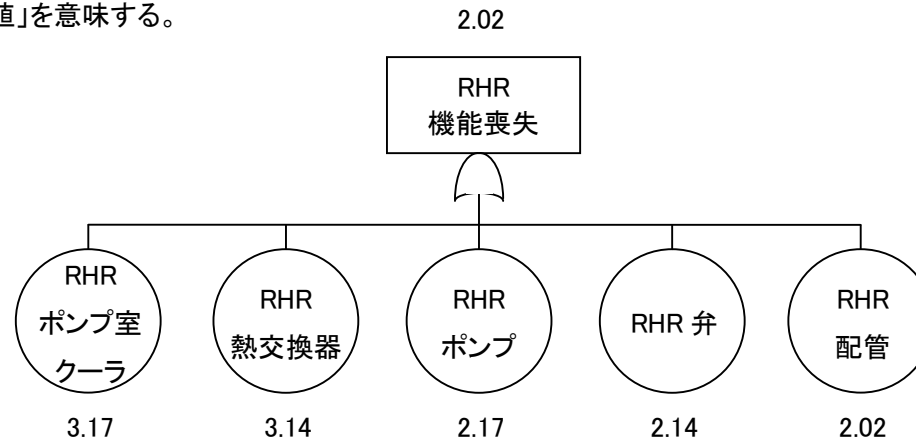 値」を意味する。
2.02
RHR
機能喪失
RHR
ポンプ室
クーラ
RHR
熱交換器
RHR
ポンプ
RHR 弁
RHR
配管
3.17
3.14
2.17
2.14
2.02